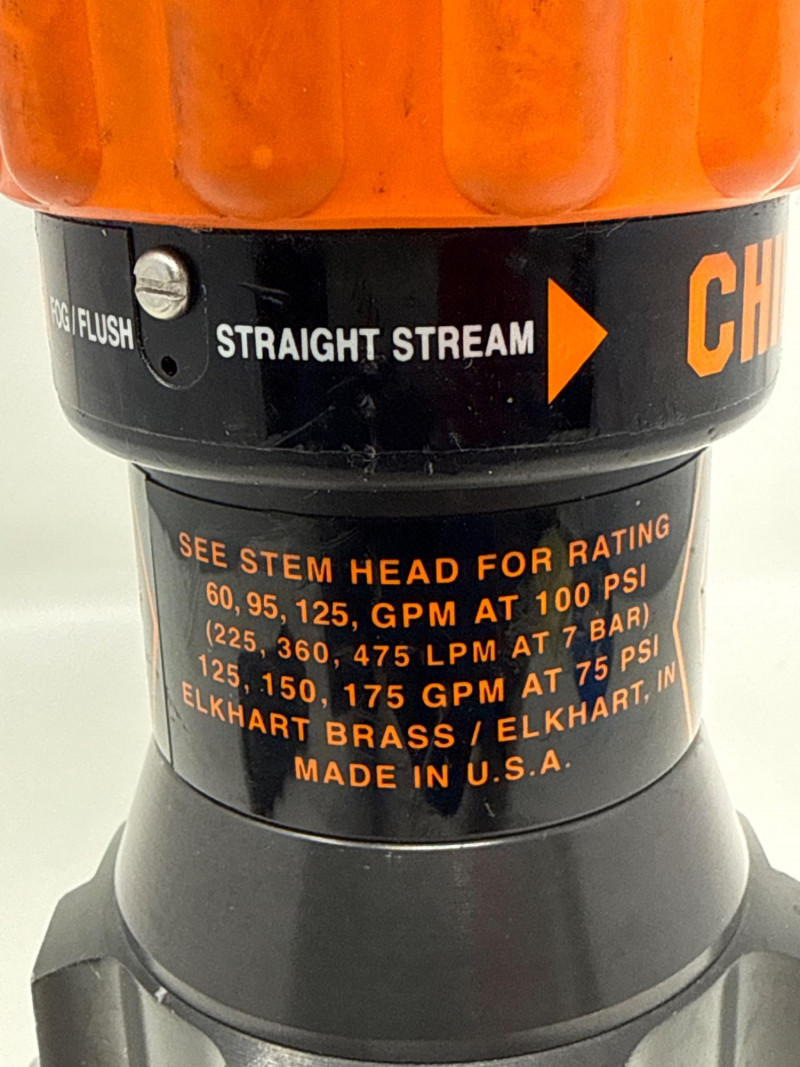 FOG / FLUSH STRAIGHT STREAM
SEE STEM HEAD FOR RATING
60, 95, 125, GPM AT 100 PSI
(225, 360, 475 LPM AT 7 BAR)
125, 150, 175 GPM AT 75 PSI
ELKHART BRASS / ELKHART, IN
MADE IN U.S.A.